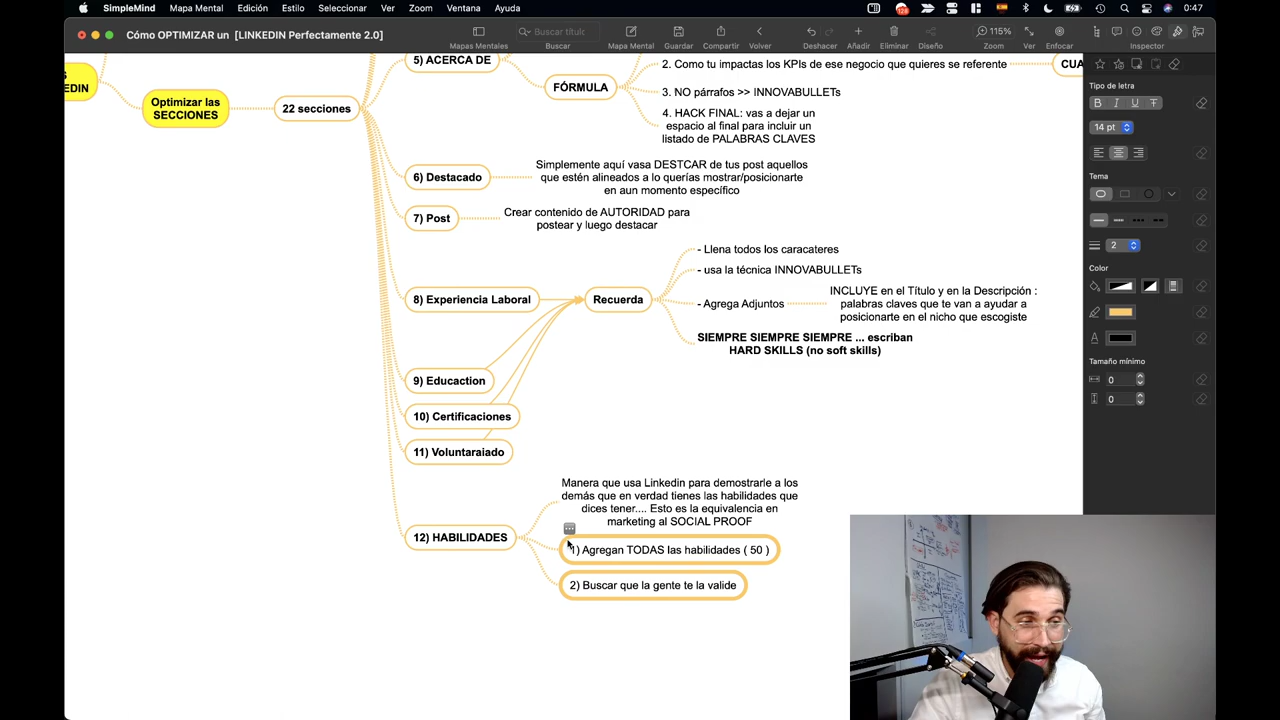 SimpleMind Mapa Mental Edición Estilo Seleccionar Ver Zoom Ventana Ayuda
128
0:47
Cómo OPTIMIZAR un [LINKEDIN Perfectamente 2.0]
Mapas Mentales
Buscar título
Buscar
Mapa Mental
Guardar
Compartir
Volver
Deshacer
Añadir
Eliminar
Diseño
115%
Zoom
Ver
Enfocar
Inspector
S
EDIN
Optimizar las
SECCIONES
22 secciones
5) ACERCA DE
FÓRMULA
2. Como tu impactas los KPIs de ese negocio que quieres se referente
CUA
3. NO párrafos >> INNOVABULLETs
4. HACK FINAL: vas a dejar un
espacio al final para incluir un
listado de PALABRAS CLAVES
6) Destacado
Simplemente aquí vasa DESTCAR de tus post aquellos
que estén alineados a lo querías mostrar/posicionarte
en aun momento específico
7) Post
Crear contenido de AUTORIDAD para
postear y luego destacar
8) Experiencia Laboral
Recuerda
- Llena todos los caracateres
- usa la técnica INNOVABULLETs
- Agrega Adjuntos
INCLUYE en el Título y en la Descripción :
palabras claves que te van a ayudar a
posicionarte en el nicho que escogiste
SIEMPRE SIEMPRE SIEMPRE ... escriban
HARD SKILLS (no soft skills)
9) Educaction
10) Certificaciones
11) Voluntaraiado
12) HABILIDADES
Manera que usa Linkedin para demostrarle a los
demás que en verdad tienes las habilidades que
dices tener.... Esto es la equivalencia en
marketing al SOCIAL PROOF
1) Agregan TODAS las habilidades ( 50 )
2) Buscar que la gente te la valide
Tipo de letra
B I U T
14 pt
Tema
2
Color
A
Tamaño mínimo
0
0